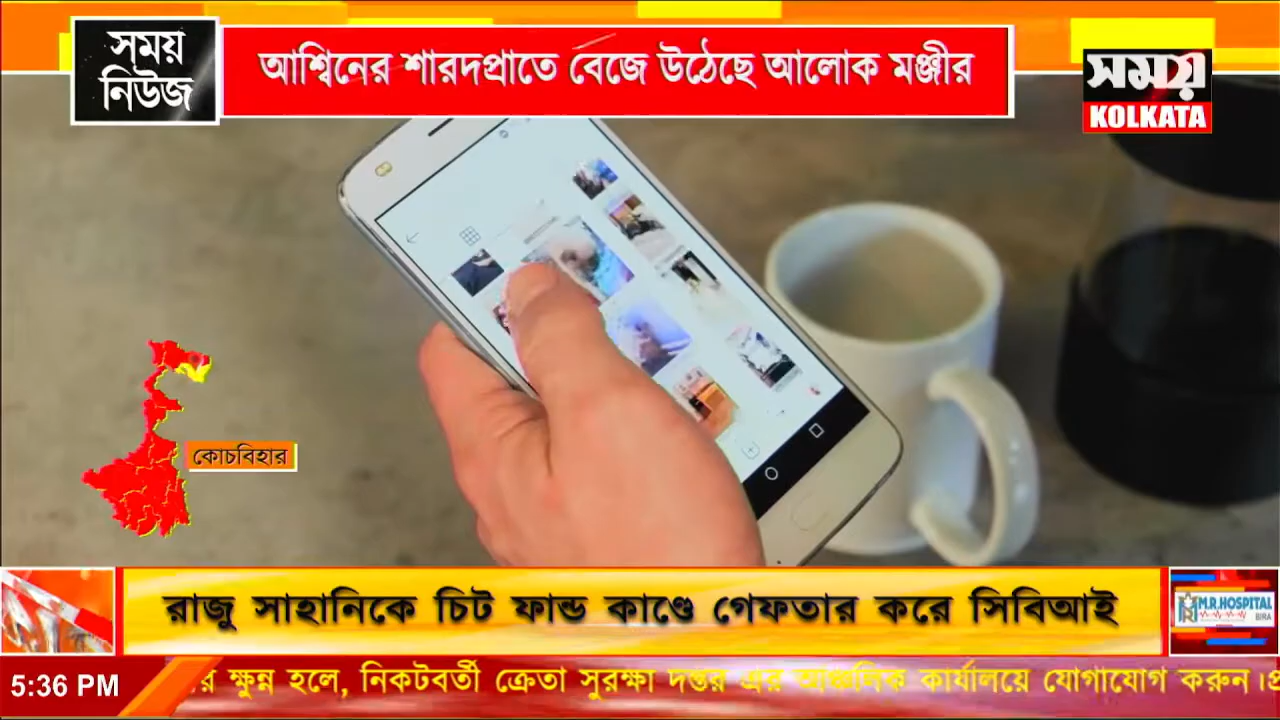 সময়
নিউজ
আশ্বিনের শারদপ্রাতে বেজে উঠেছে আলোক মঞ্জীর
সময়
KOLKATA
কোচবিহার
রাজু সাহানিকে চিট ফান্ড কাণ্ডে গেফতার করে সিবিআই
M.R.HOSPITAL
BIRA
5:36 PM
র ক্ষুন্ন হলে, নিকটবর্তী ক্রেতা সুরক্ষা দপ্তর এর আঞ্চলিক কার্যালয়ে যোগাযোগ করুন।প্র